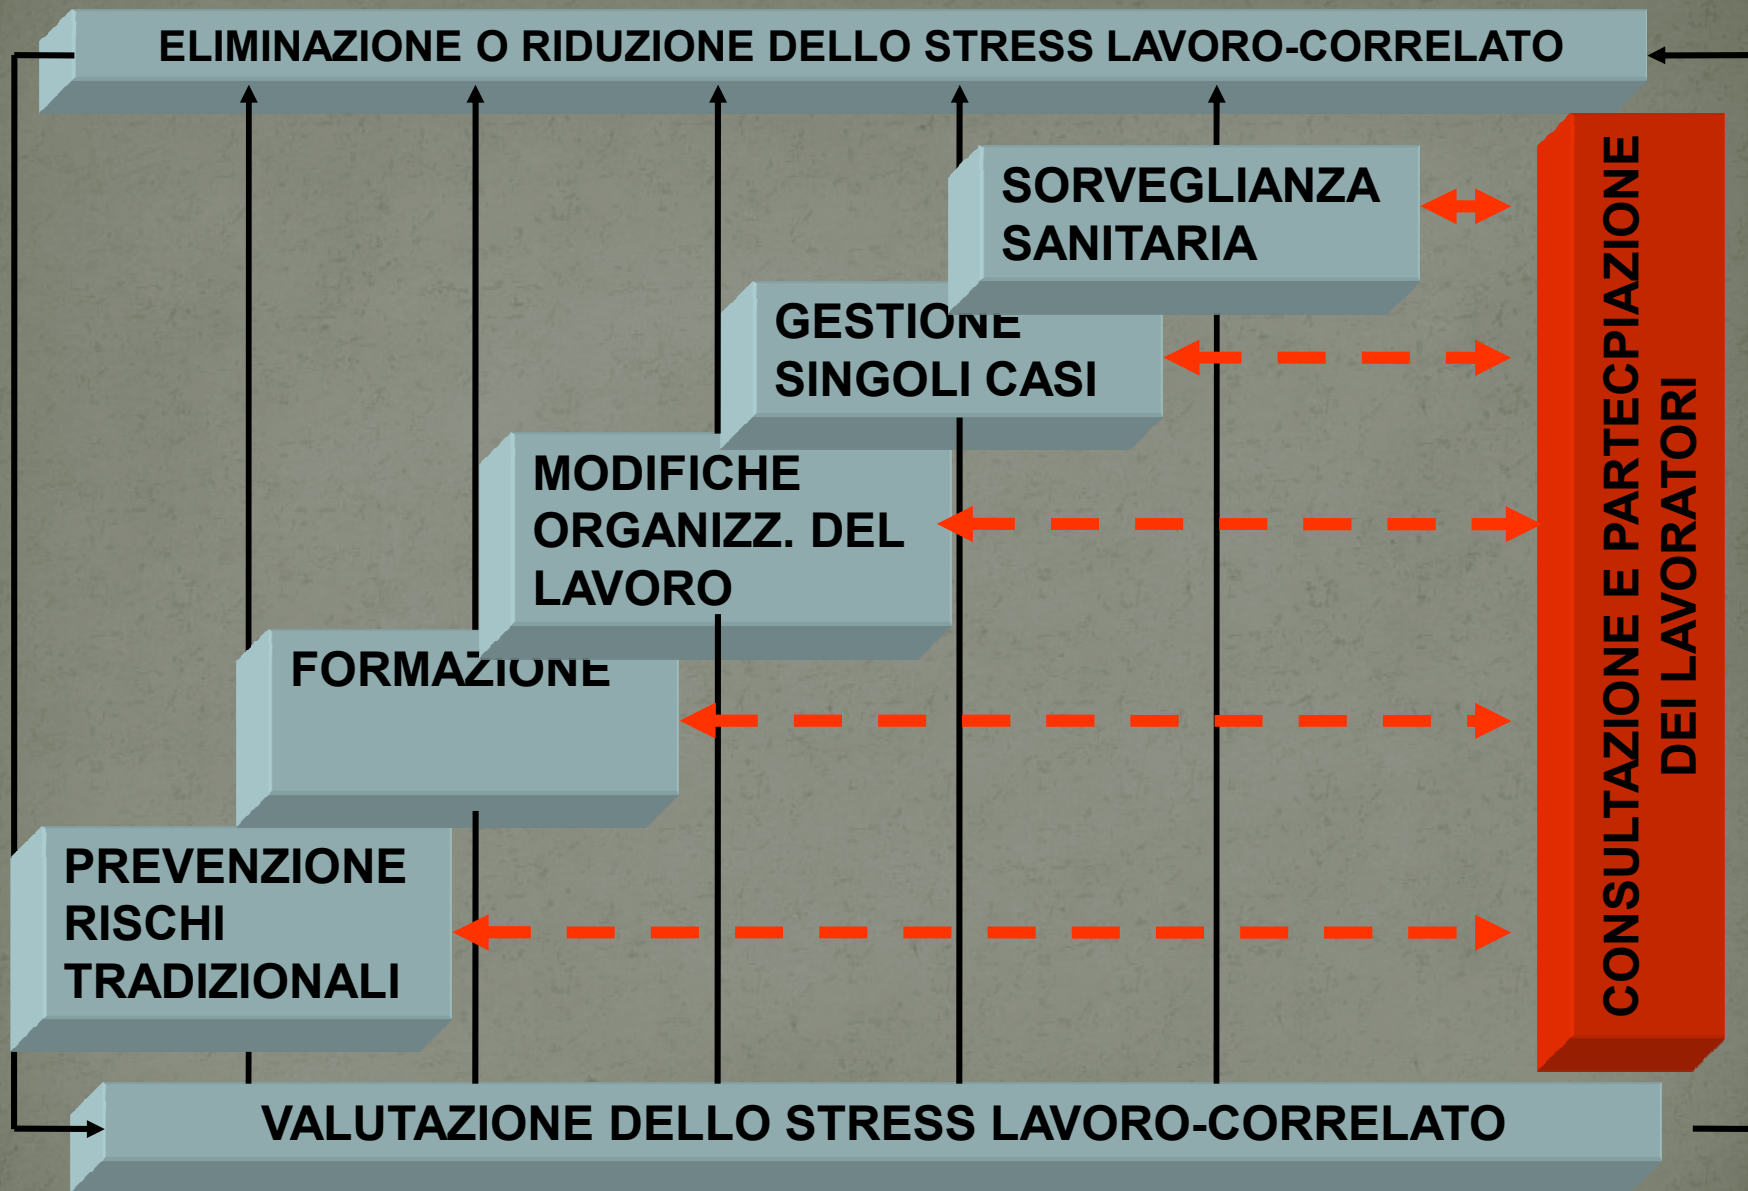 ELIMINAZIONE O RIDUZIONE DELLO STRESS LAVORO-CORRELATO
SORVEGLIANZA
SANITARIA
GESTIONE
SINGOLI CASI
MODIFICHE
ORGANIZZ. DEL
LAVORO
FORMAZIONE
PREVENZIONE
RISCHI
TRADIZIONALI
CONSULTAZIONE E PARTECPIAZIONE
DEI LAVORATORI
VALUTAZIONE DELLO STRESS LAVORO-CORRELATO